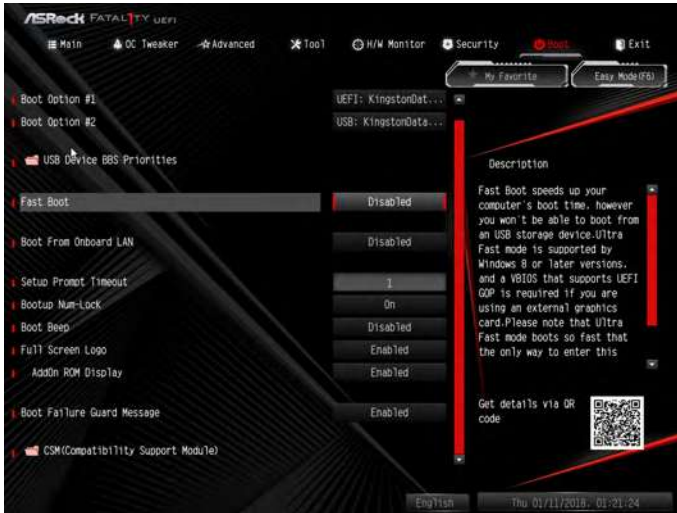 ASRock FATAL1TY UEFI
Main OC Tweaker Advanced Tool H/W Monitor Security Boot Exit
My Favorite Easy Mode(F6)
Boot Option #1 UEFI: KingstonDat...
Boot Option #2 USB: KingstonData...
USB Device BBS Priorities
Fast Boot Disabled
Boot From Onboard LAN Disabled
Setup Prompt Timeout 1
Bootup Num-Lock On
Boot Beep Disabled
Full Screen Logo Enabled
AddOn ROM Display Enabled
Boot Failure Guard Message Enabled
CSM(Compatibility Support Module)
Description
Fast Boot speeds up your
computer's boot time. however
you won't be able to boot from
an USB storage device.Ultra
Fast mode is supported by
Windows 8 or later versions.
and a VBIOS that supports UEFI
GOP is required if you are
using an external graphics
card.Please note that Ultra
Fast mode boots so fast that
the only way to enter this
Get details via QR
code
English Thu 01/11/2018. 01:21:24